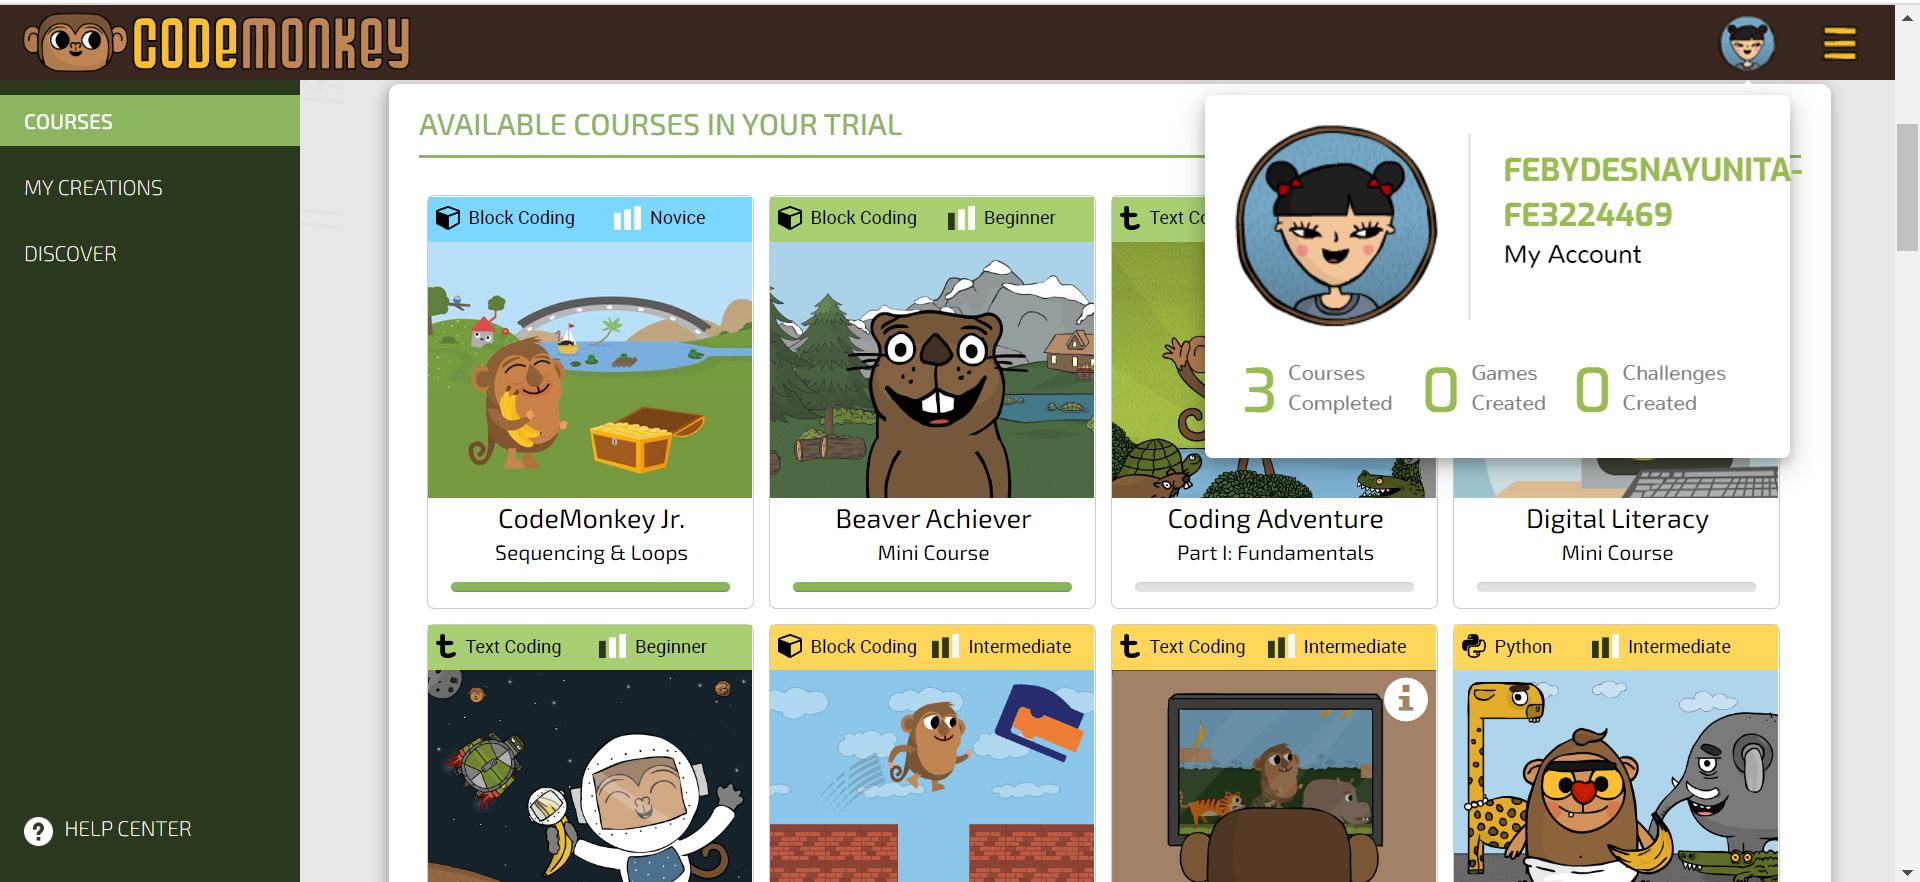 CODEMONKEY
COURSES
MY CREATIONS
DISCOVER
? HELP CENTER
AVAILABLE COURSES IN YOUR TRIAL
FEBYDESNAYUNITA-
FE3224469
My Account
3 Courses Completed
0 Games Created
0 Challenges Created
Block Coding Novice
CodeMonkey Jr.
Sequencing & Loops
Block Coding Beginner
Beaver Achiever
Mini Course
t Text Co
Coding Adventure
Part I: Fundamentals
Digital Literacy
Mini Course
t Text Coding Beginner
Block Coding Intermediate
t Text Coding Intermediate
i
Python Intermediate